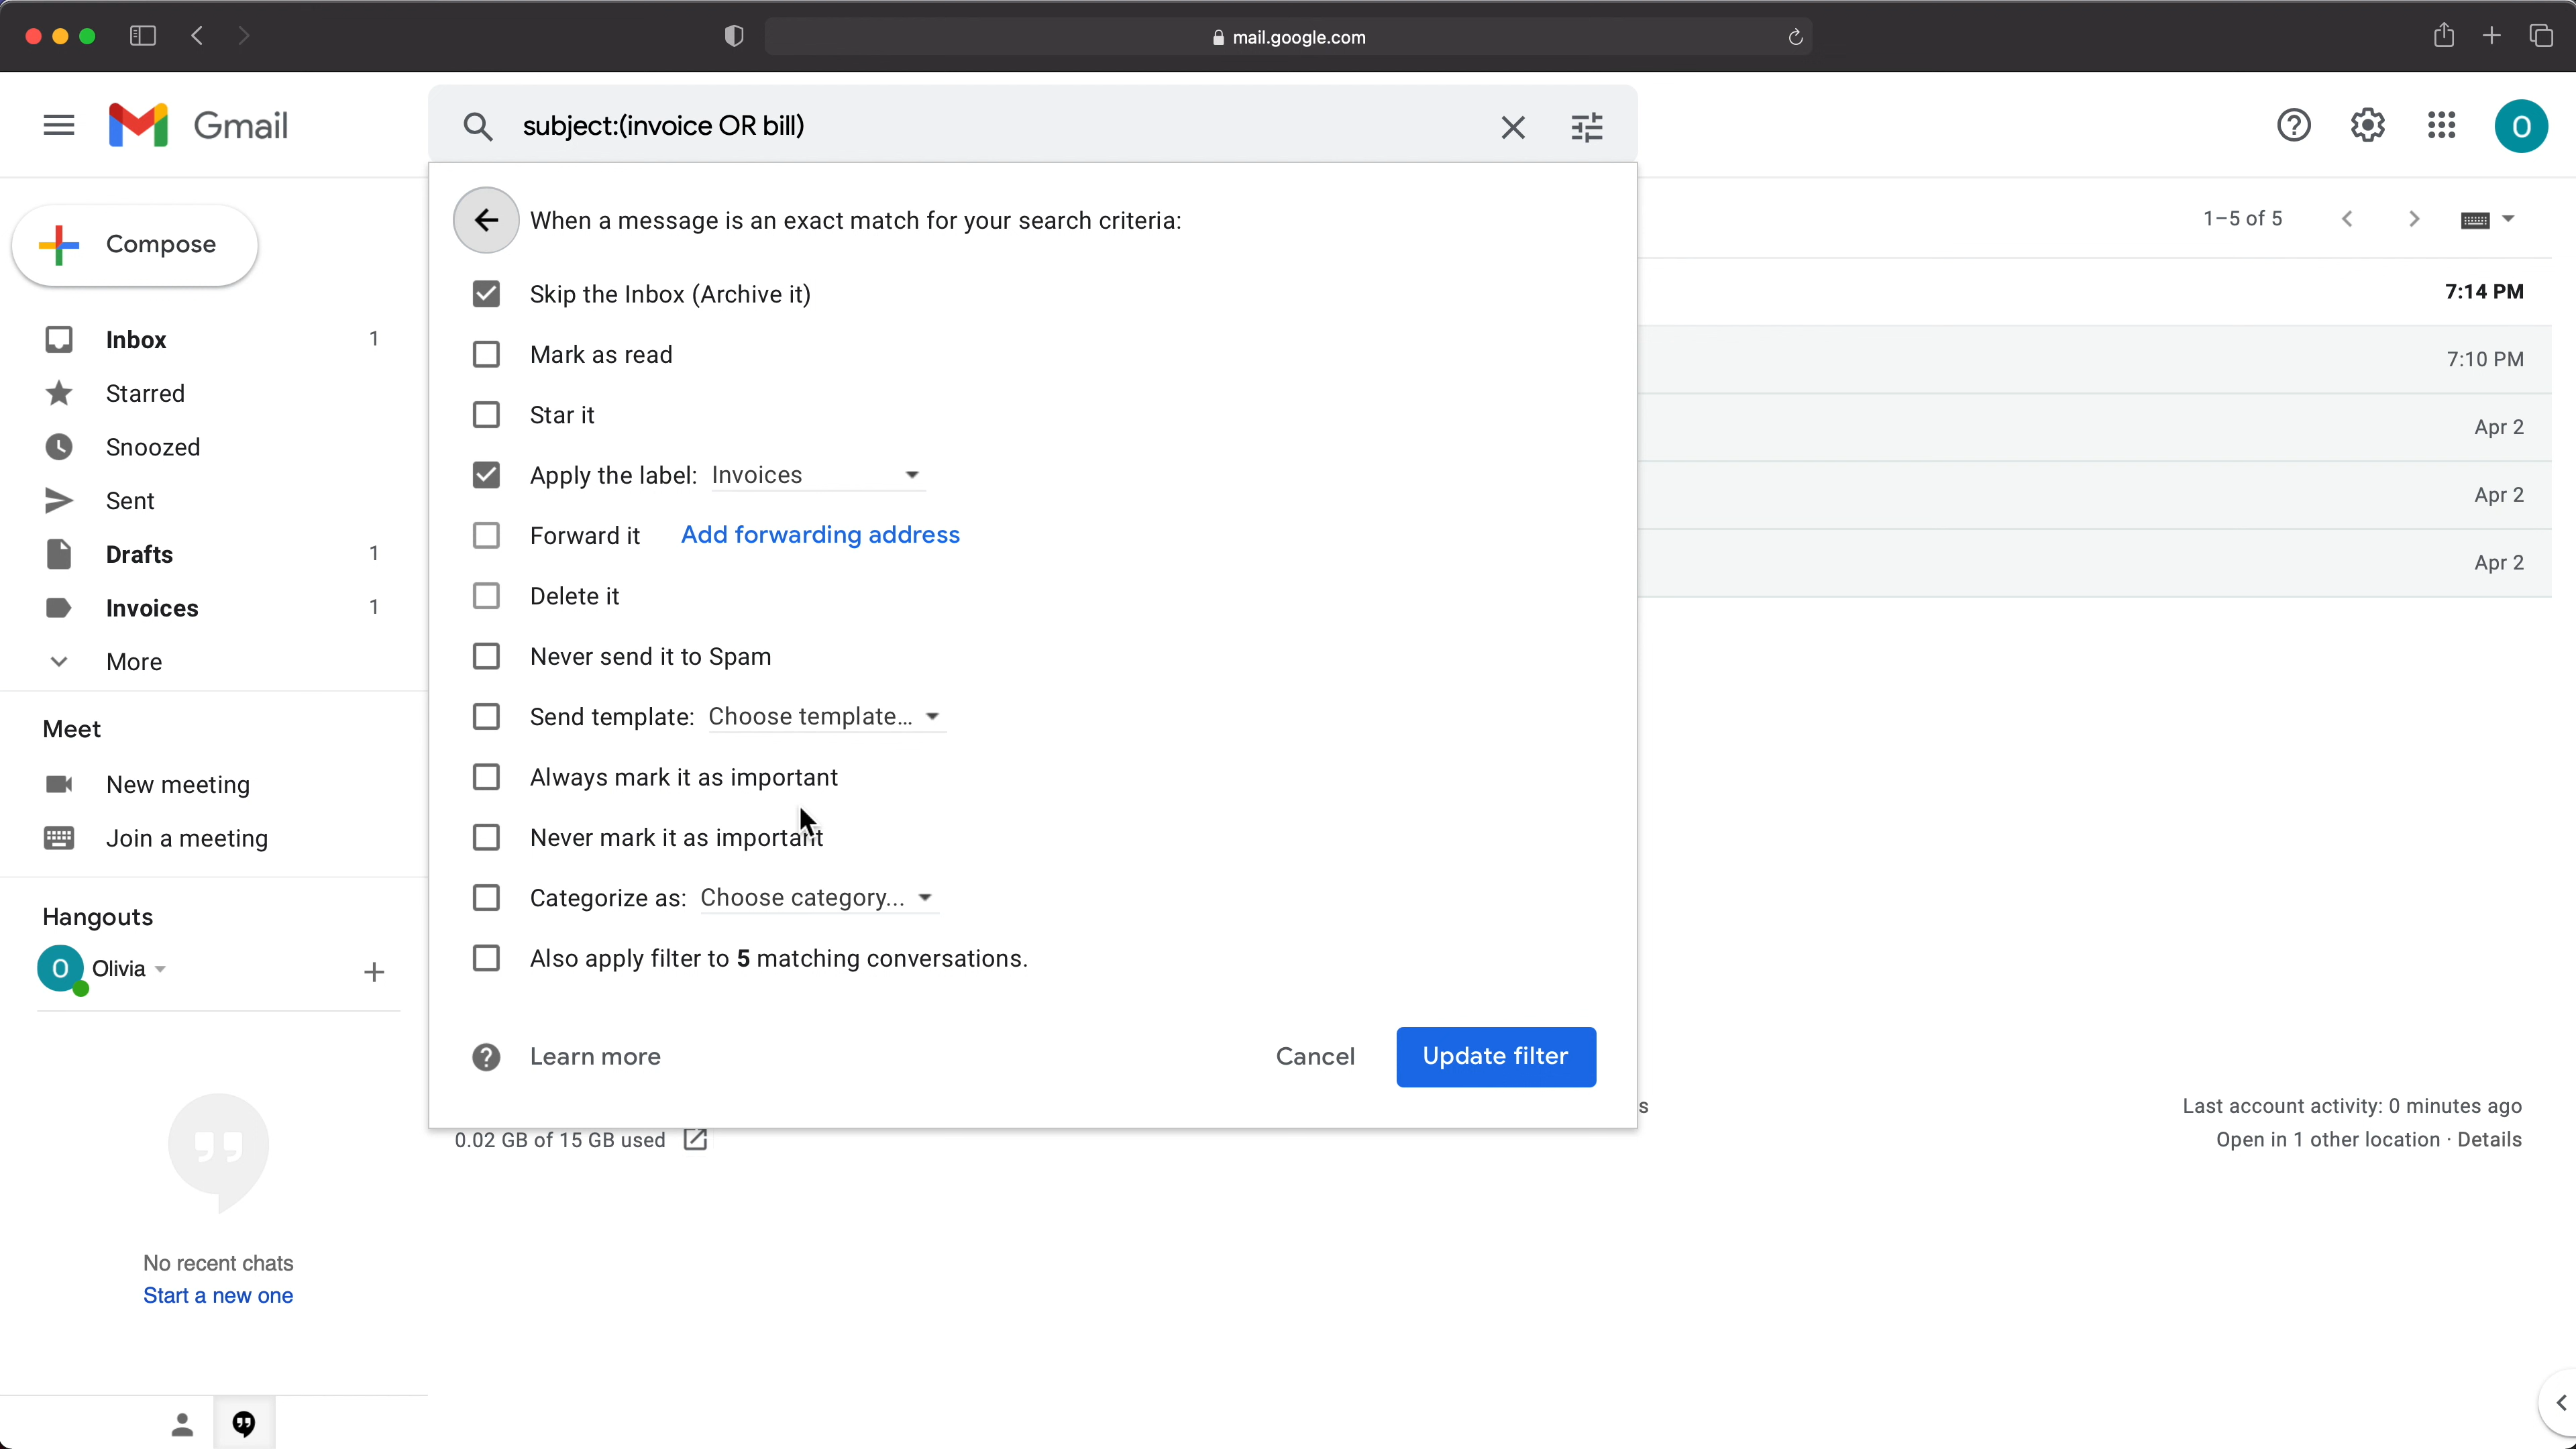 mail.google.com
Gmail
subject:(invoice OR bill)
O
Compose
When a message is an exact match for your search criteria:
1–5 of 5
Skip the Inbox (Archive it)
7:14 PM
Inbox 1
Mark as read
7:10 PM
Starred
Star it
Apr 2
Snoozed
Apply the label: Invoices
Apr 2
Sent
Forward it Add forwarding address
Drafts 1
Apr 2
Delete it
Invoices 1
Never send it to Spam
More
Send template: Choose template...
Meet
Always mark it as important
New meeting
Never mark it as important
Join a meeting
Categorize as: Choose category...
Hangouts
Also apply filter to 5 matching conversations.
O Olivia
Learn more
Cancel
Update filter
s
Last account activity: 0 minutes ago
0.02 GB of 15 GB used
Open in 1 other location · Details
No recent chats
Start a new one